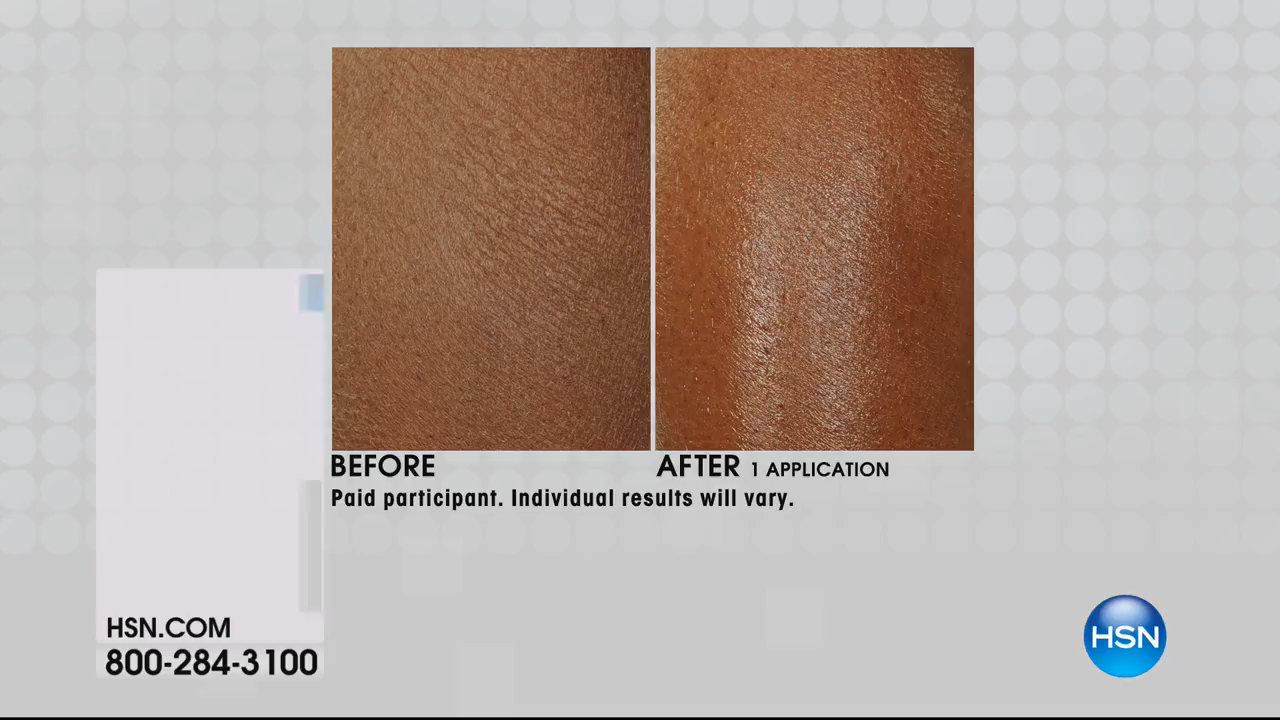 BEFORE
AFTER 1 APPLICATION
Paid participant. Individual results will vary.
HSN.COM
800-284-3100
HSN